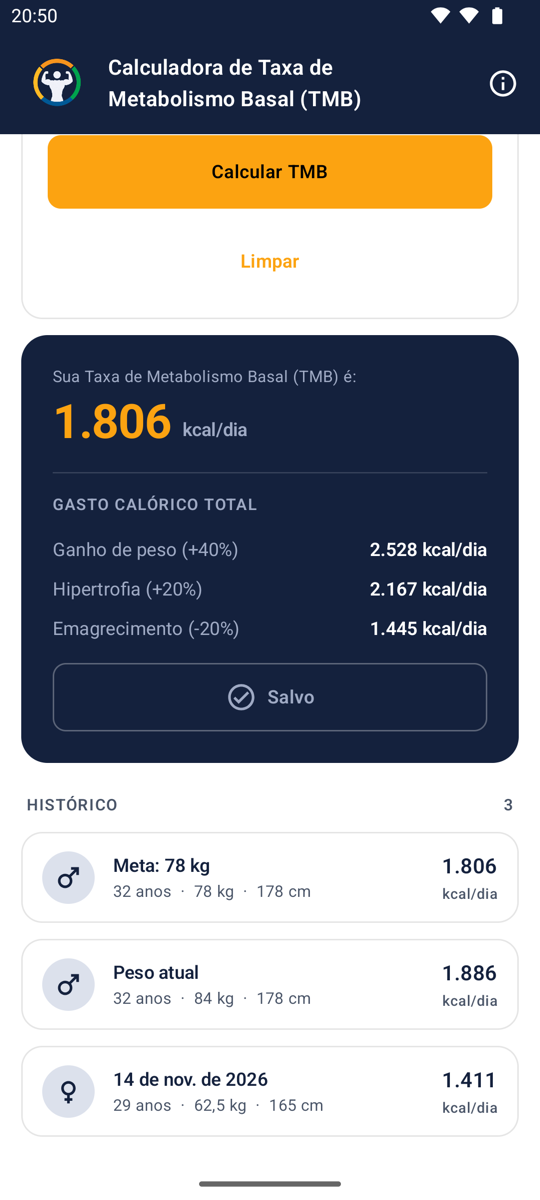 20:50
Calculadora de Taxa de
Metabolismo Basal (TMB)
Calcular TMB
Limpar
Sua Taxa de Metabolismo Basal (TMB) é:
1.806 kcal/dia
GASTO CALÓRICO TOTAL
Ganho de peso (+40%) 2.528 kcal/dia
Hipertrofia (+20%) 2.167 kcal/dia
Emagrecimento (-20%) 1.445 kcal/dia
Salvo
HISTÓRICO 3
Meta: 78 kg 1.806
32 anos · 78 kg · 178 cm kcal/dia
Peso atual 1.886
32 anos · 84 kg · 178 cm kcal/dia
14 de nov. de 2026 1.411
29 anos · 62,5 kg · 165 cm kcal/dia